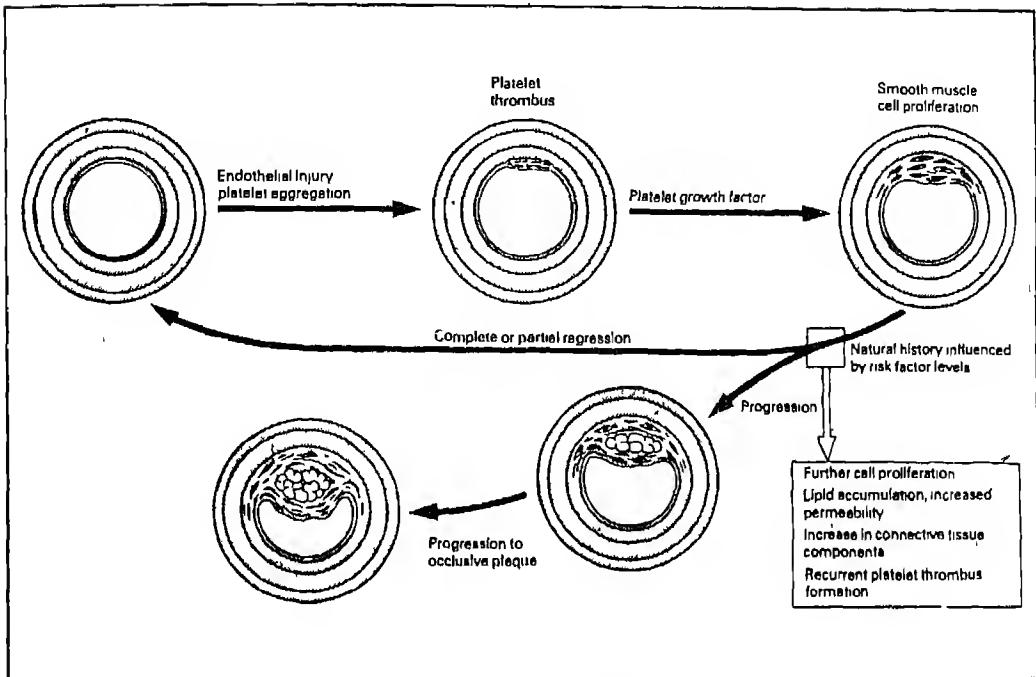 Platelet
thrombus
Smooth muscle
cell proliferation
Endothelial Injury
platelet aggregation
Platelet growth factor
Complete or partial regression
Natural history influenced
by risk factor levels
Progression
Progression to
occlusive plaque
Further cell proliferation
Lipid accumulation, increased
permeability
Increase in connective tissue
components
Recurrent platelet thrombus
formation